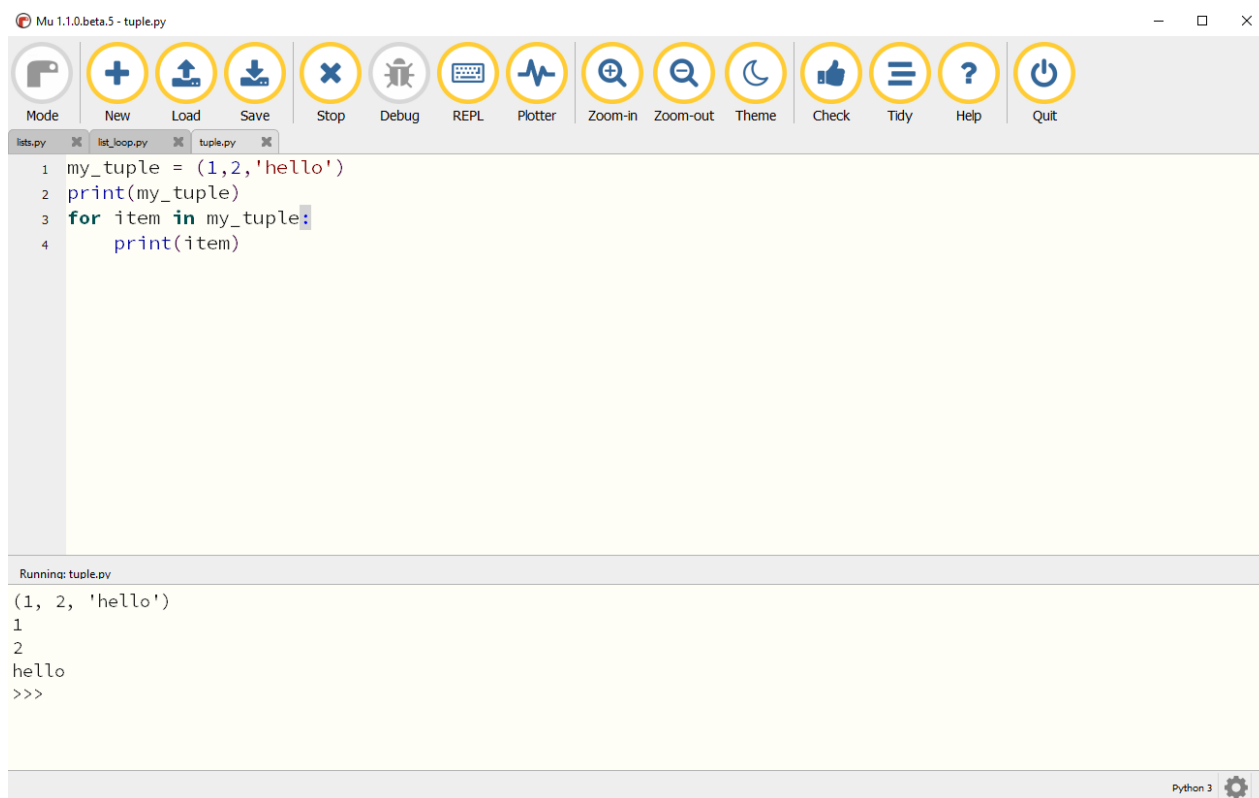 Mu 1.1.0.beta.5 - tuple.py
Mode New Load Save Stop Debug REPL Plotter Zoom-in Zoom-out Theme Check Tidy Help Quit
lists.py list_loop.py tuple.py
1 my_tuple = (1,2,'hello')
2 print(my_tuple)
3 for item in my_tuple:
4     print(item)
Running: tuple.py
(1, 2, 'hello')
1
2
hello
>>>
Python 3